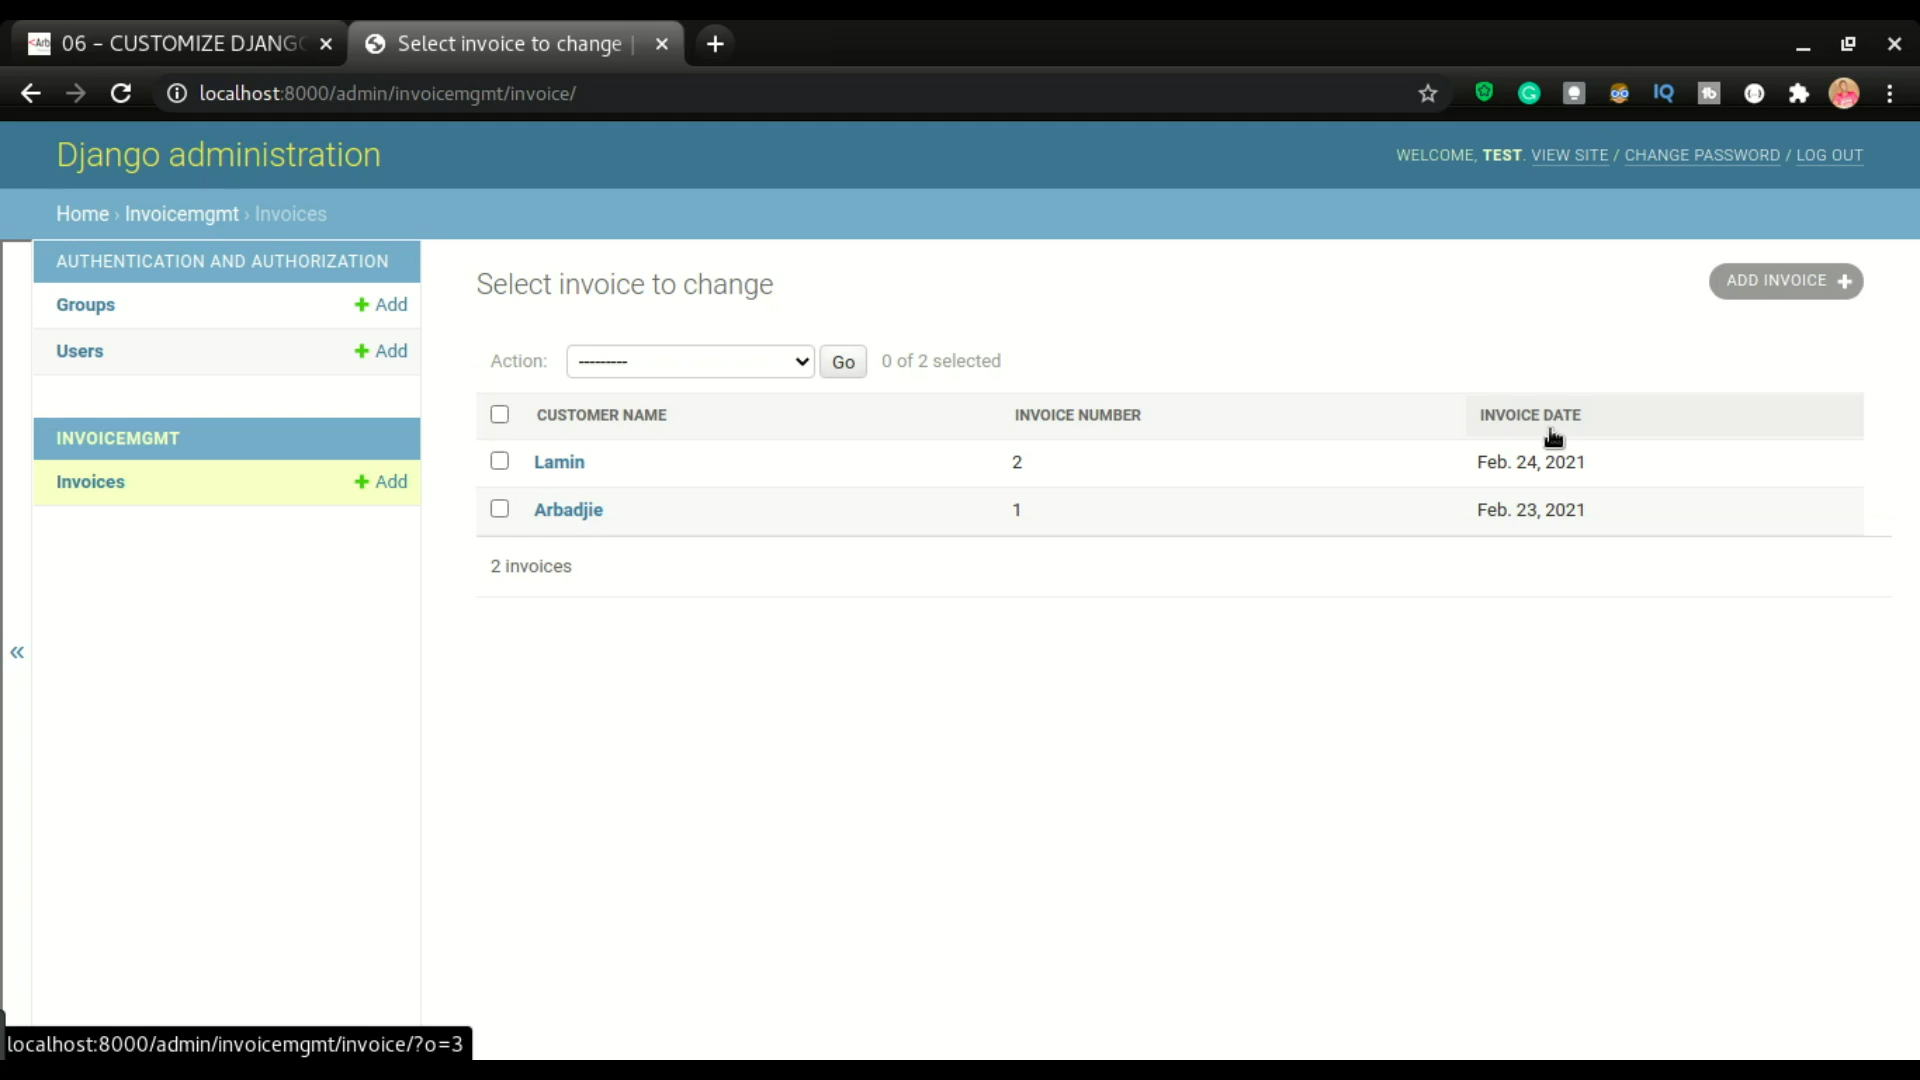 06 – CUSTOMIZE DJANGO
Select invoice to change |
localhost:8000/admin/invoicemgmt/invoice/
Django administration
WELCOME, TEST. VIEW SITE / CHANGE PASSWORD / LOG OUT
Home › Invoicemgmt › Invoices
AUTHENTICATION AND AUTHORIZATION
Groups + Add
Users + Add
INVOICEMGMT
Invoices + Add
Select invoice to change
ADD INVOICE +
Action: --------- Go 0 of 2 selected
CUSTOMER NAME INVOICE NUMBER INVOICE DATE
Lamin 2 Feb. 24, 2021
Arbadjie 1 Feb. 23, 2021
2 invoices
«
localhost:8000/admin/invoicemgmt/invoice/?o=3